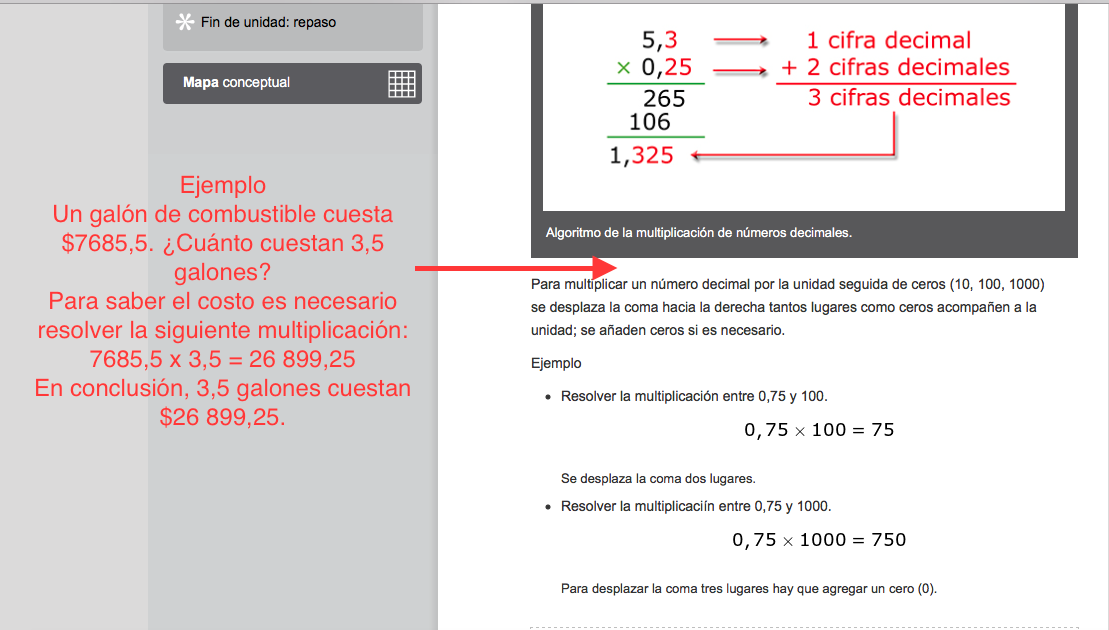 Fin de unidad: repaso
Mapa conceptual
Ejemplo
Un galón de combustible cuesta
$7685,5. ¿Cuánto cuestan 3,5
galones?
Para saber el costo es necesario
resolver la siguiente multiplicación:
7685,5 x 3,5 = 26 899,25
En conclusión, 3,5 galones cuestan
$26 899,25.
5,3 1 cifra decimal
× 0,25 + 2 cifras decimales
265 3 cifras decimales
106
1,325
Algoritmo de la multiplicación de números decimales.
Para multiplicar un número decimal por la unidad seguida de ceros (10, 100, 1000)
se desplaza la coma hacia la derecha tantos lugares como ceros acompañen a la
unidad; se añaden ceros si es necesario.
Ejemplo
• Resolver la multiplicación entre 0,75 y 100.
0,75 × 100 = 75
Se desplaza la coma dos lugares.
• Resolver la multiplicaciín entre 0,75 y 1000.
0,75 × 1000 = 750
Para desplazar la coma tres lugares hay que agregar un cero (0).